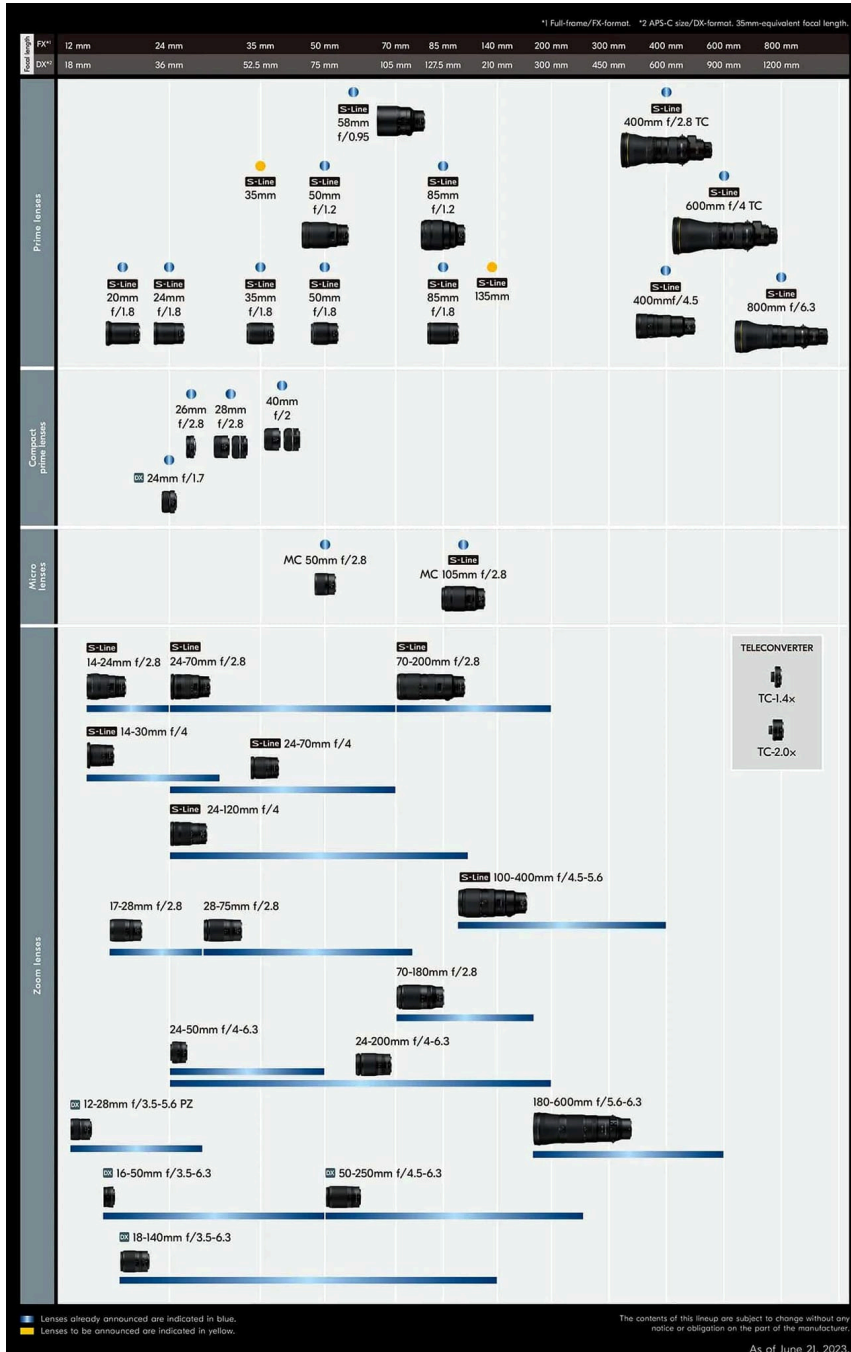 *1 Full-frame/FX-format. *2 APS-C size/DX-format. 35mm-equivalent focal length.
Focal length
FX*1 12 mm 24 mm 35 mm 50 mm 70 mm 85 mm 140 mm 200 mm 300 mm 400 mm 600 mm 800 mm
DX*2 18 mm 36 mm 52.5 mm 75 mm 105 mm 127.5 mm 210 mm 300 mm 450 mm 600 mm 900 mm 1200 mm
Prime lenses
S-Line
58mm
f/0.95
S-Line
400mm f/2.8 TC
S-Line
35mm
S-Line
50mm
f/1.2
S-Line
85mm
f/1.2
S-Line
600mm f/4 TC
S-Line
20mm
f/1.8
S-Line
24mm
f/1.8
S-Line
35mm
f/1.8
S-Line
50mm
f/1.8
S-Line
85mm
f/1.8
S-Line
135mm
S-Line
400mmf/4.5
S-Line
800mm f/6.3
Compact
prime lenses
26mm
f/2.8
28mm
f/2.8
40mm
f/2
DX 24mm f/1.7
Micro
lenses
MC 50mm f/2.8
S-Line
MC 105mm f/2.8
Zoom lenses
S-Line
14-24mm f/2.8
S-Line
24-70mm f/2.8
S-Line
70-200mm f/2.8
TELECONVERTER
TC-1.4×
TC-2.0×
S-Line 14-30mm f/4
S-Line 24-70mm f/4
S-Line 24-120mm f/4
S-Line 100-400mm f/4.5-5.6
17-28mm f/2.8
28-75mm f/2.8
70-180mm f/2.8
24-50mm f/4-6.3
24-200mm f/4-6.3
DX 12-28mm f/3.5-5.6 PZ
180-600mm f/5.6-6.3
DX 16-50mm f/3.5-6.3
DX 50-250mm f/4.5-6.3
DX 18-140mm f/3.5-6.3
Lenses already announced are indicated in blue.
Lenses to be announced are indicated in yellow.
The contents of this lineup are subject to change without any
notice or obligation on the part of the manufacturer.
As of June 21, 2023.